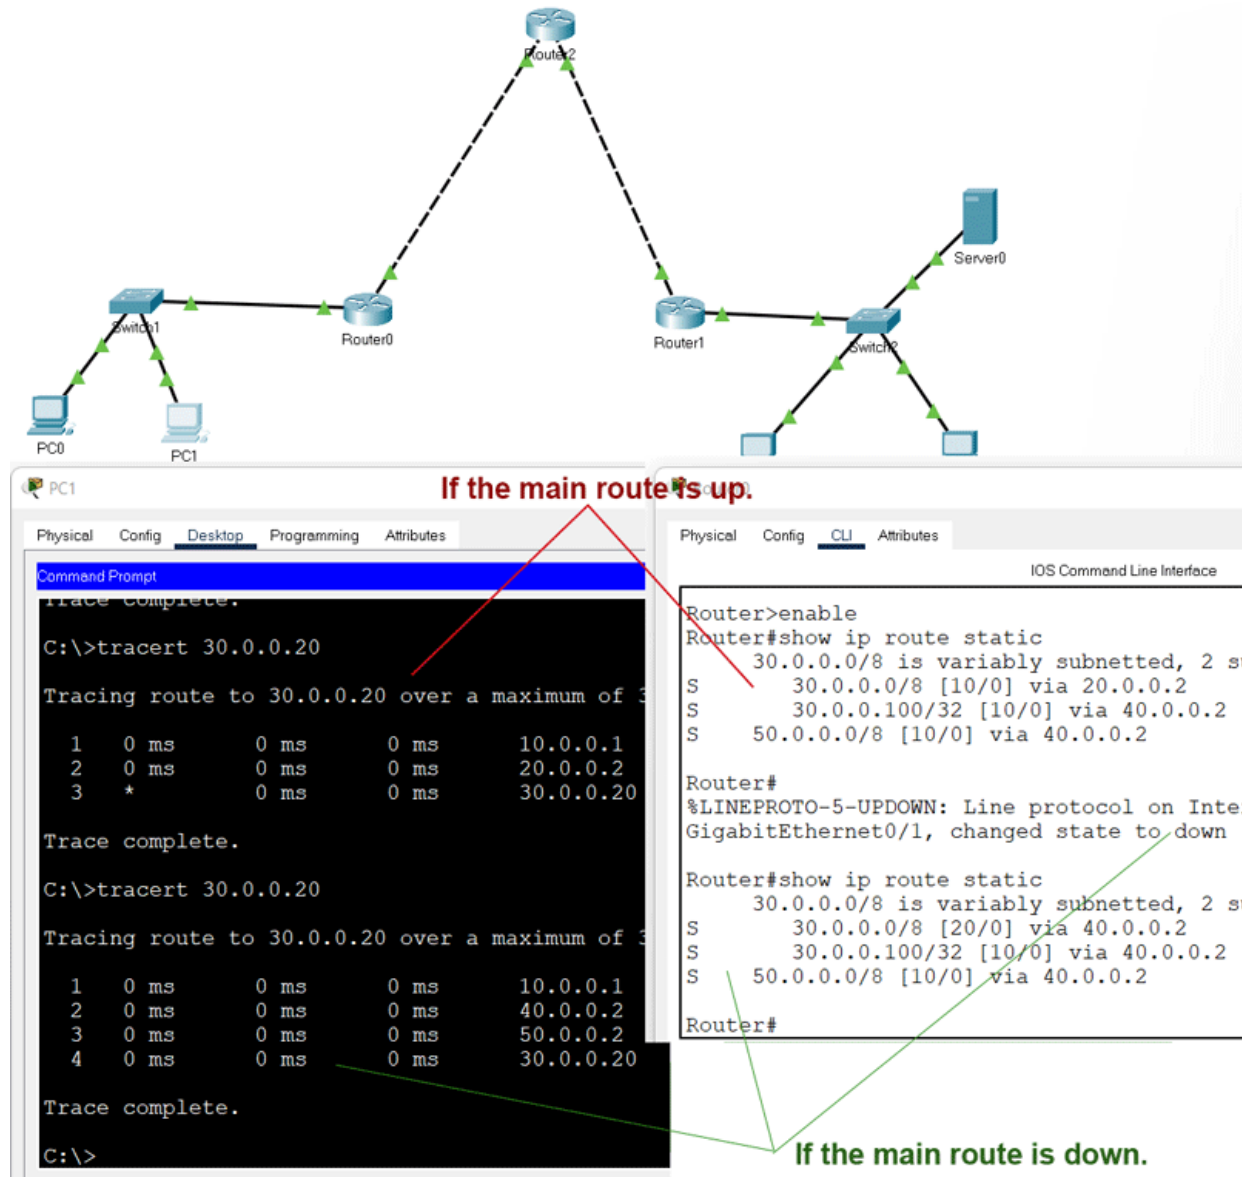 Router2
Server0
Switch1
Router0
Router1
Switch2
PC0
PC1
PC1
If the main route is up.
Physical Config Desktop Programming Attributes
Physical Config CLI Attributes
Command Prompt
Trace complete.
C:\>tracert 30.0.0.20
Tracing route to 30.0.0.20 over a maximum of 3
1 0 ms 0 ms 0 ms 10.0.0.1
2 0 ms 0 ms 0 ms 20.0.0.2
3 * 0 ms 0 ms 30.0.0.20
Trace complete.
C:\>tracert 30.0.0.20
Tracing route to 30.0.0.20 over a maximum of 3
1 0 ms 0 ms 0 ms 10.0.0.1
2 0 ms 0 ms 0 ms 40.0.0.2
3 0 ms 0 ms 0 ms 50.0.0.2
4 0 ms 0 ms 0 ms 30.0.0.20
Trace complete.
C:\>
IOS Command Line Interface
Router>enable
Router#show ip route static
30.0.0.0/8 is variably subnetted, 2 su
S 30.0.0.0/8 [10/0] via 20.0.0.2
S 30.0.0.100/32 [10/0] via 40.0.0.2
S 50.0.0.0/8 [10/0] via 40.0.0.2
Router#
%LINEPROTO-5-UPDOWN: Line protocol on Inte
GigabitEthernet0/1, changed state to down
Router#show ip route static
30.0.0.0/8 is variably subnetted, 2 su
S 30.0.0.0/8 [20/0] via 40.0.0.2
S 30.0.0.100/32 [10/0] via 40.0.0.2
S 50.0.0.0/8 [10/0] via 40.0.0.2
Router#
If the main route is down.